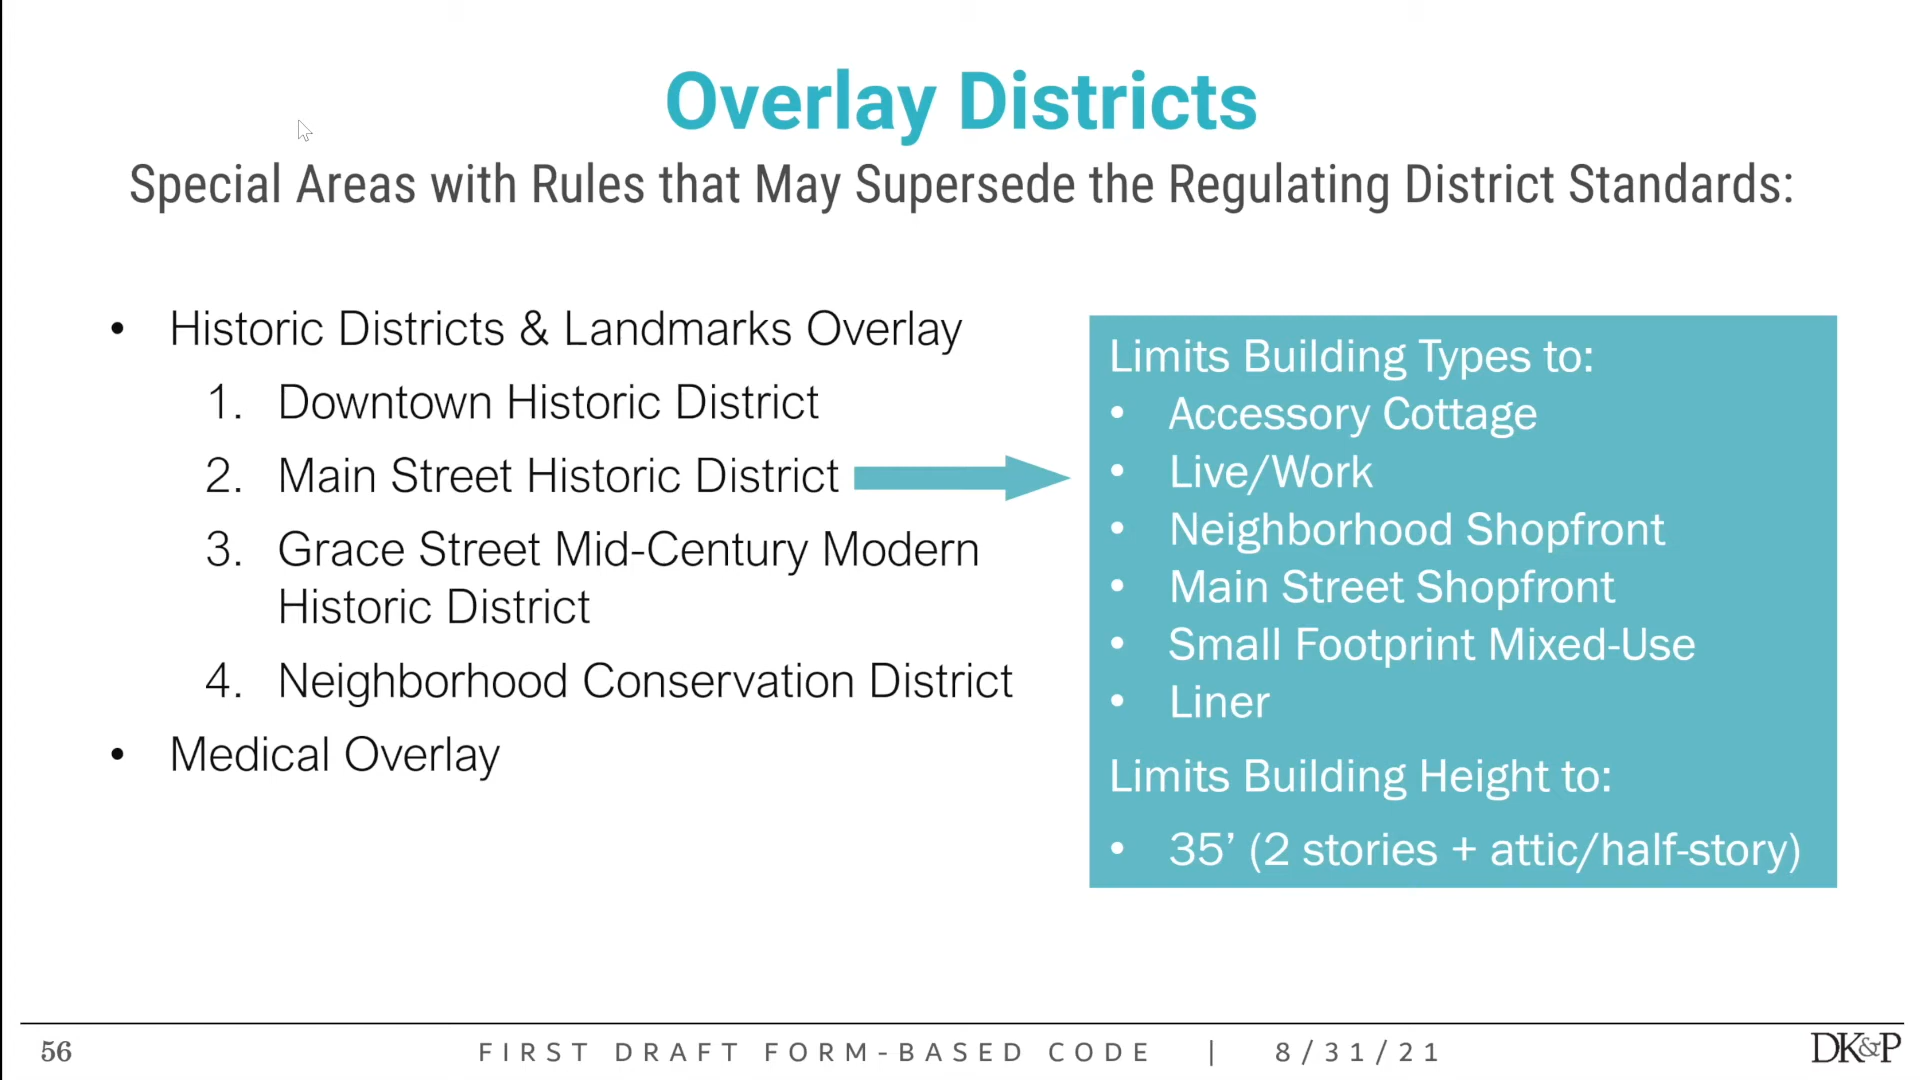 Overlay Districts
Special Areas with Rules that May Supersede the Regulating District Standards:
• Historic Districts & Landmarks Overlay
1. Downtown Historic District
2. Main Street Historic District
3. Grace Street Mid-Century Modern
Historic District
4. Neighborhood Conservation District
• Medical Overlay
Limits Building Types to:
• Accessory Cottage
• Live/Work
• Neighborhood Shopfront
• Main Street Shopfront
• Small Footprint Mixed-Use
• Liner
Limits Building Height to:
• 35’ (2 stories + attic/half-story)
56
FIRST DRAFT FORM-BASED CODE | 8/31/21
DK&P